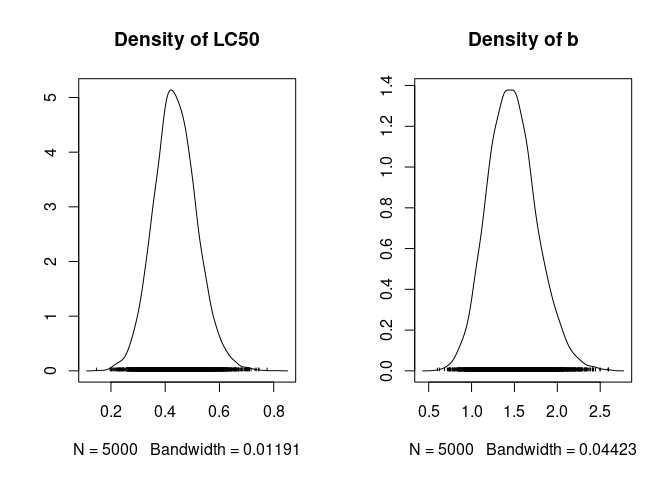 Density of LC50
5
4
3
2
1
0
0.2 0.4 0.6 0.8
N = 5000 Bandwidth = 0.01191
Density of b
1.4
1.2
1.0
0.8
0.6
0.4
0.2
0.0
0.5 1.0 1.5 2.0 2.5
N = 5000 Bandwidth = 0.04423